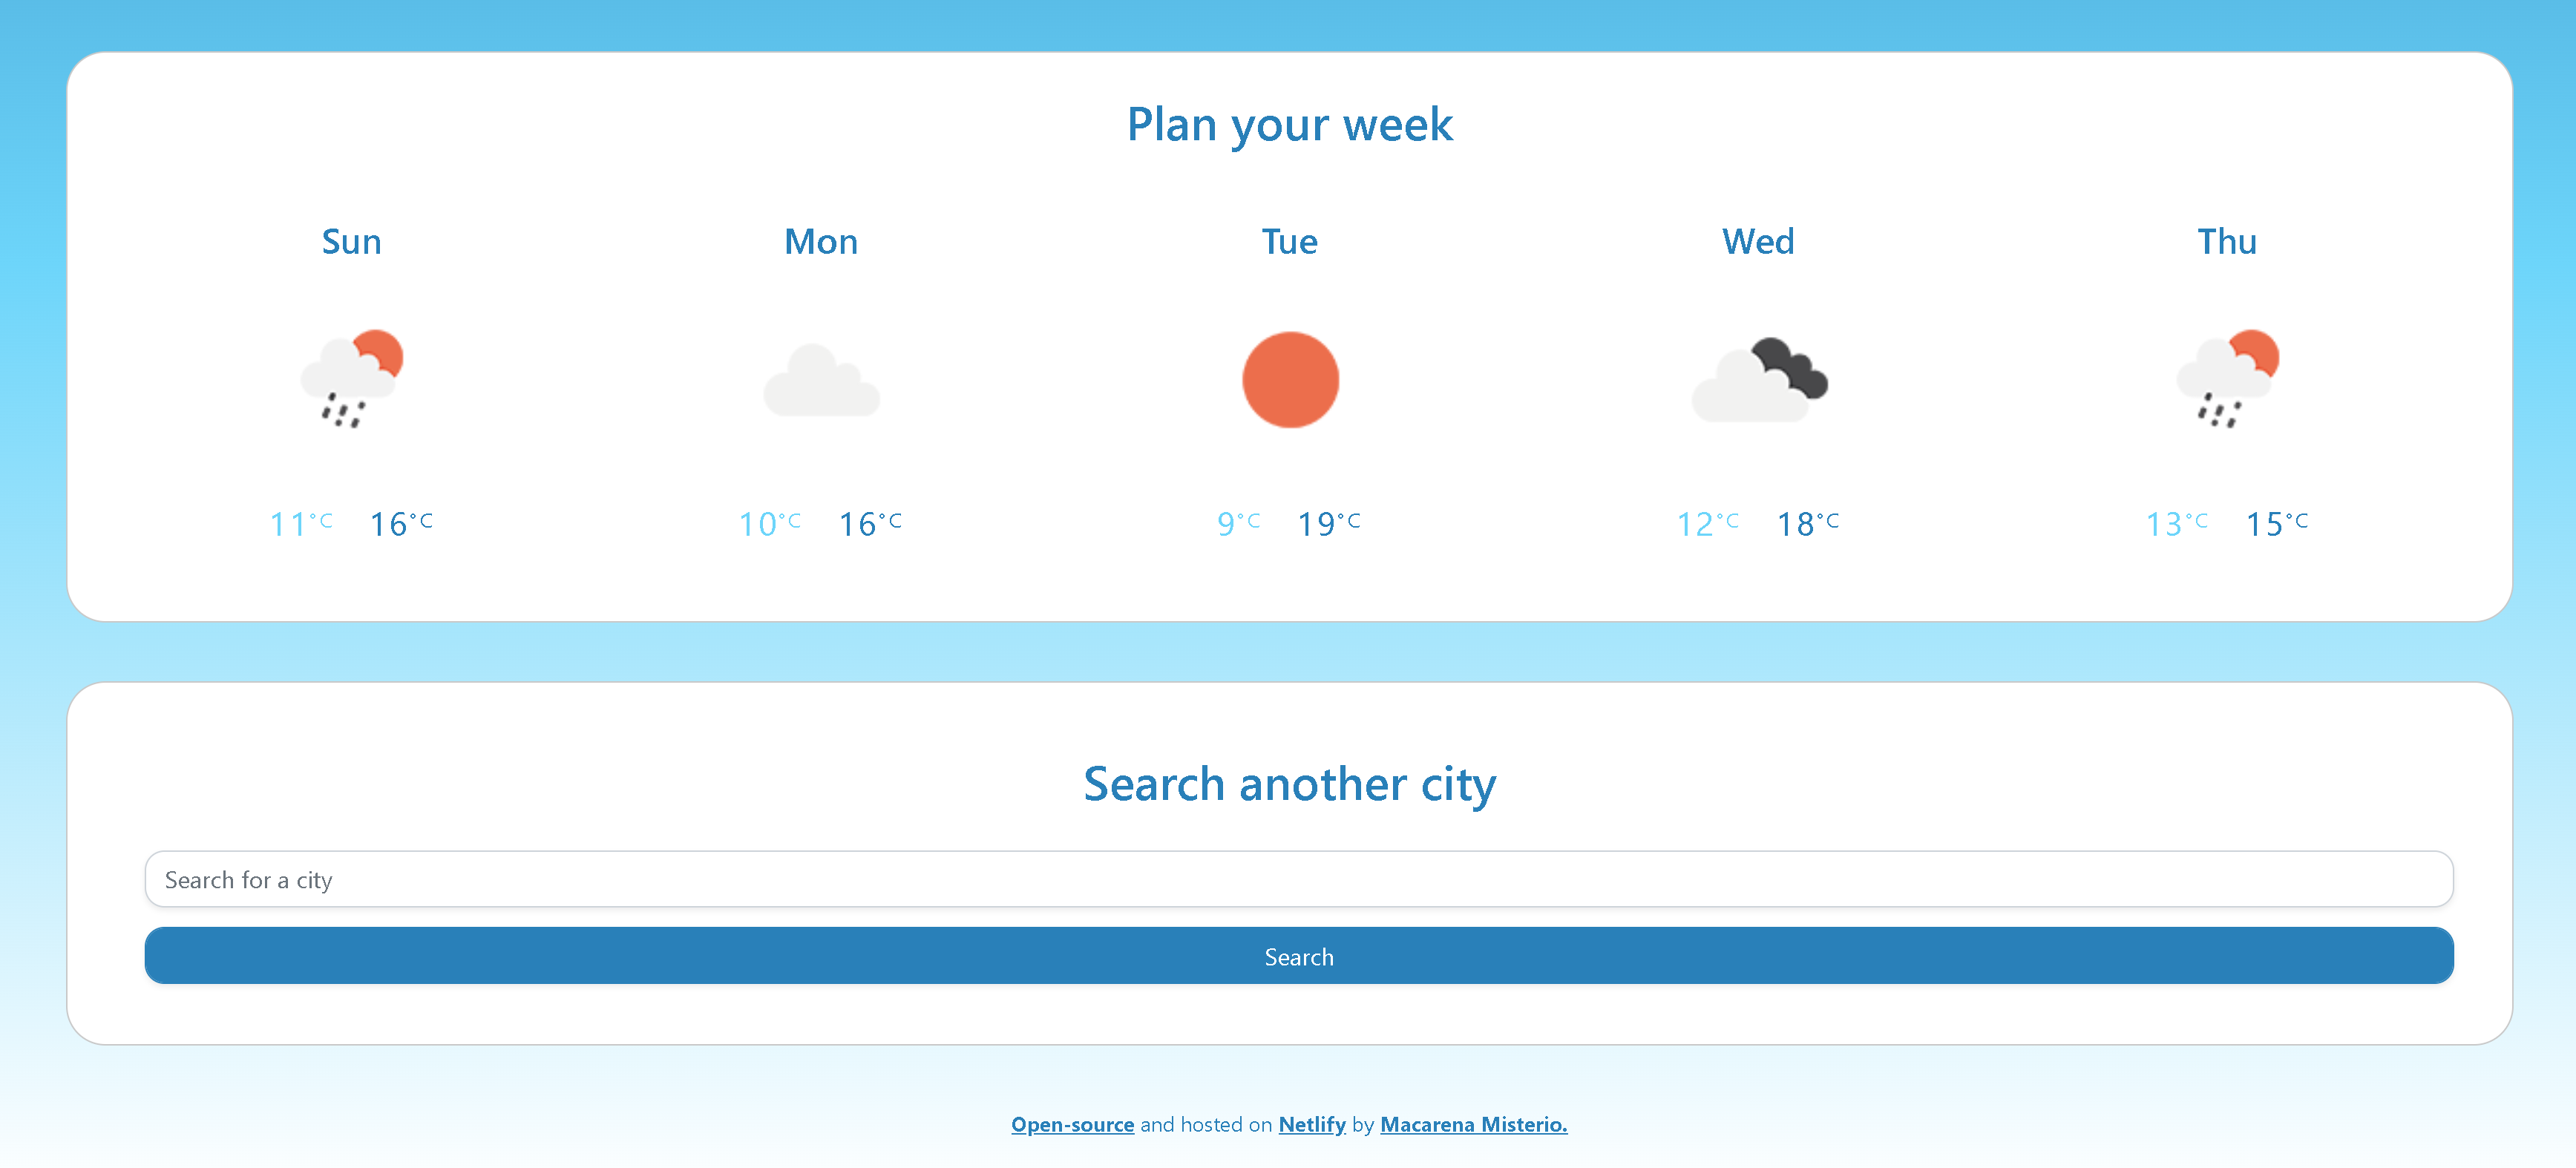 Plan your week
Sun Mon Tue Wed Thu
11°C 16°C 10°C 16°C 9°C 19°C 12°C 18°C 13°C 15°C
Search another city
Search for a city
Search
Open-source and hosted on Netlify by Macarena Misterio.